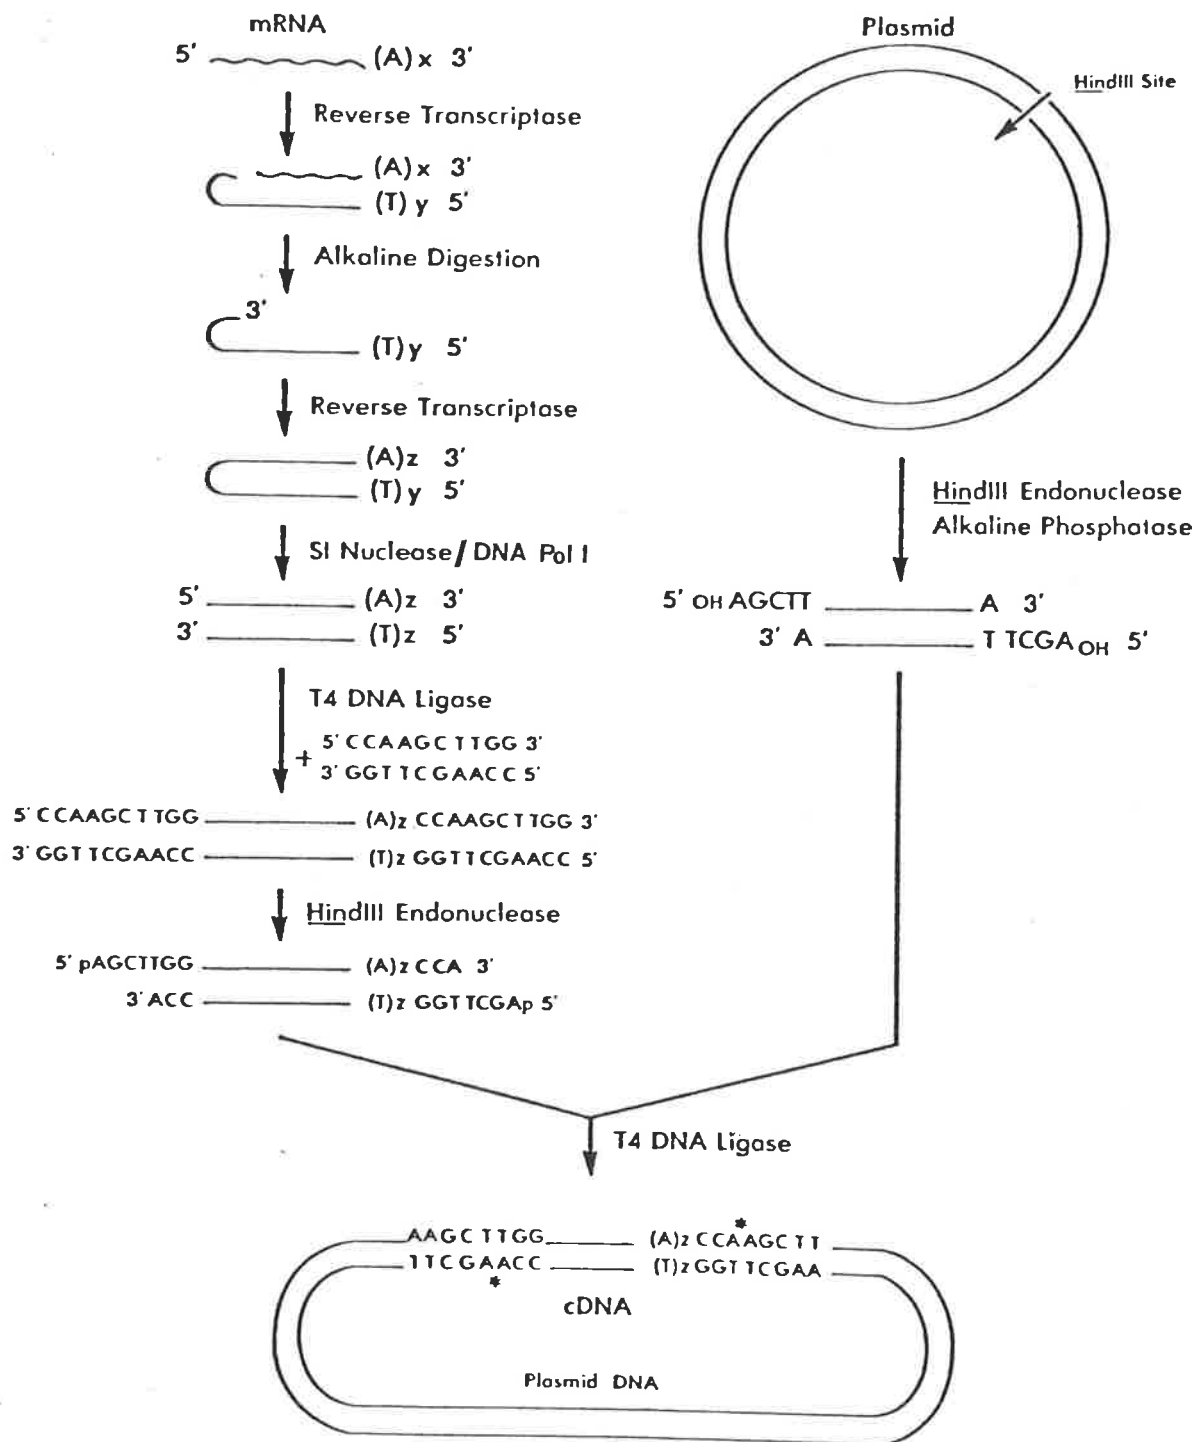 mRNA
5' (A)x 3'
Reverse Transcriptase
(A)x 3'
(T)y 5'
Alkaline Digestion
3'
(T)y 5'
Reverse Transcriptase
(A)z 3'
(T)y 5'
SI Nuclease/DNA Pol I
5' (A)z 3'
3' (T)z 5'
T4 DNA Ligase
+
5' CCAAGCTTGG 3'
3' GGTTCGAACC 5'
5' CCAAGCTTGG (A)z CCAAGCTTGG 3'
3' GGTTCGAACC (T)z GGTTCGAACC 5'
HindIII Endonuclease
5' pAGCTTGG (A)z CCA 3'
3' ACC (T)z GGTTCGAp 5'
Plasmid
HindIII Site
HindIII Endonuclease
Alkaline Phosphatase
5' OH AGCTT A 3'
3' A TTCGA OH 5'
T4 DNA Ligase
*
AAGCTTGG (A)z CCAAGCTT
TTCGAACC (T)z GGTTCGAA
*
cDNA
Plasmid DNA